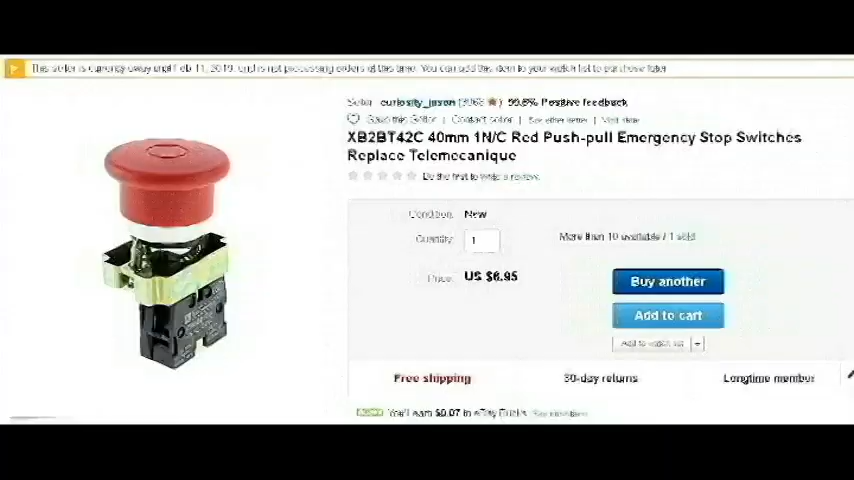 This seller is currently away until Feb 11, 2019, and is not processing orders at this time. You can add this item to your watch list to purchase later
Seller curiosity_jason (3068 ★) 99.8% Positive feedback
Save this Seller | Contact seller | See other items | Visit store
XB2BT42C 40mm 1N/C Red Push-pull Emergency Stop Switches
Replace Telemecanique
Be the first to write a review.
Condition: New
Quantity: 1 More than 10 available / 1 sold
Price: US $6.95
Buy another
Add to cart
Add to watch list
Free shipping 30-day returns Longtime member
You'll earn $0.07 in eBay Bucks.